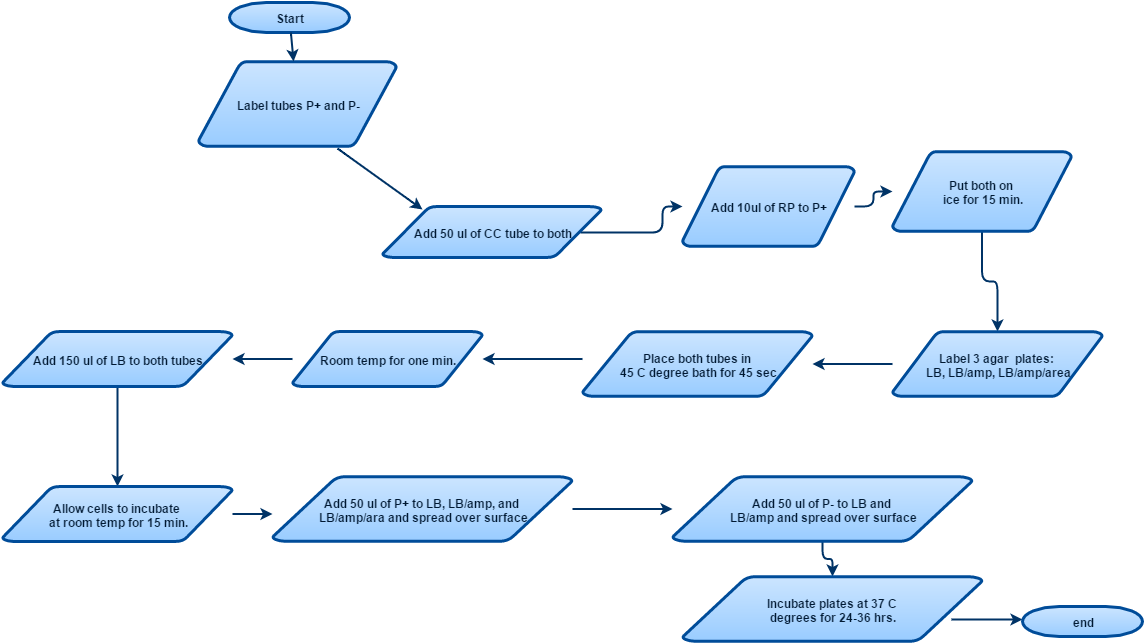 Start
Label tubes P+ and P-
Add 50 ul of CC tube to both
Add 10ul of RP to P+
Put both on
ice for 15 min.
Label 3 agar plates:
LB, LB/amp, LB/amp/area
Place both tubes in
45 C degree bath for 45 sec
Room temp for one min.
Add 150 ul of LB to both tubes
Allow cells to incubate
at room temp for 15 min.
Add 50 ul of P+ to LB, LB/amp, and
LB/amp/ara and spread over surface
Add 50 ul of P- to LB and
LB/amp and spread over surface
Incubate plates at 37 C
degrees for 24-36 hrs.
end